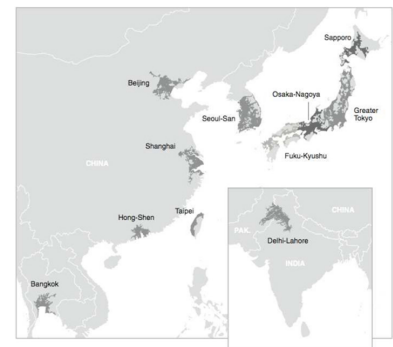 Sapporo
Beijing
Osaka-Nagoya
Seoul-San
Greater
Tokyo
Shanghai
Fuku-Kyushu
CHINA
Hong-Shen
Taipei
CHINA
PAK.
Delhi-Lahore
INDIA
Bangkok